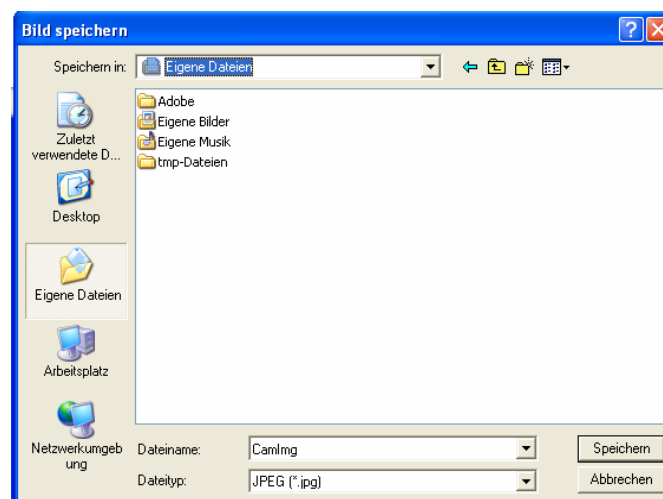 Bild speichern
Speichern in:
Eigene Dateien
Zuletzt
verwendete D...
Desktop
Eigene Dateien
Arbeitsplatz
Netzwerkumgeb
ung
Adobe
Eigene Bilder
Eigene Musik
tmp-Dateien
Dateiname:
CamImg
Speichern
Dateityp:
JPEG (*.jpg)
Abbrechen